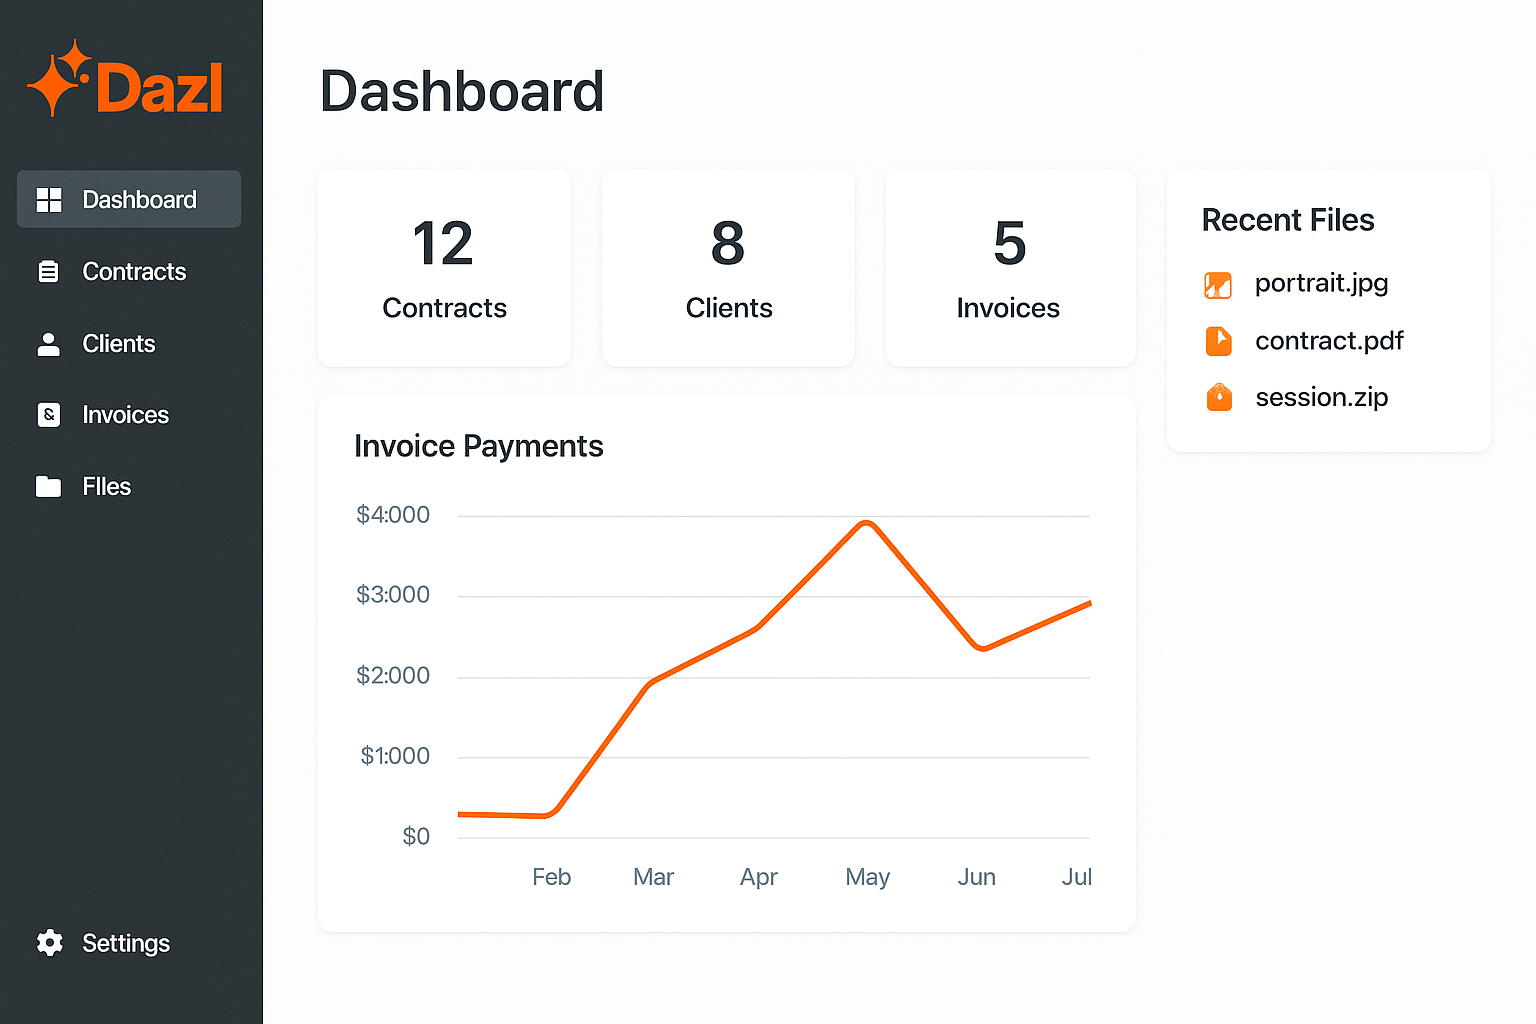 Dazl
Dashboard
Contracts
Clients
Invoices
FIles
Settings
Dashboard
12
Contracts
8
Clients
5
Invoices
Invoice Payments
$4:000
$3:000
$2:000
$1:000
$0
Feb Mar Apr May Jun Jul
Recent Files
portrait.jpg
contract.pdf
session.zip